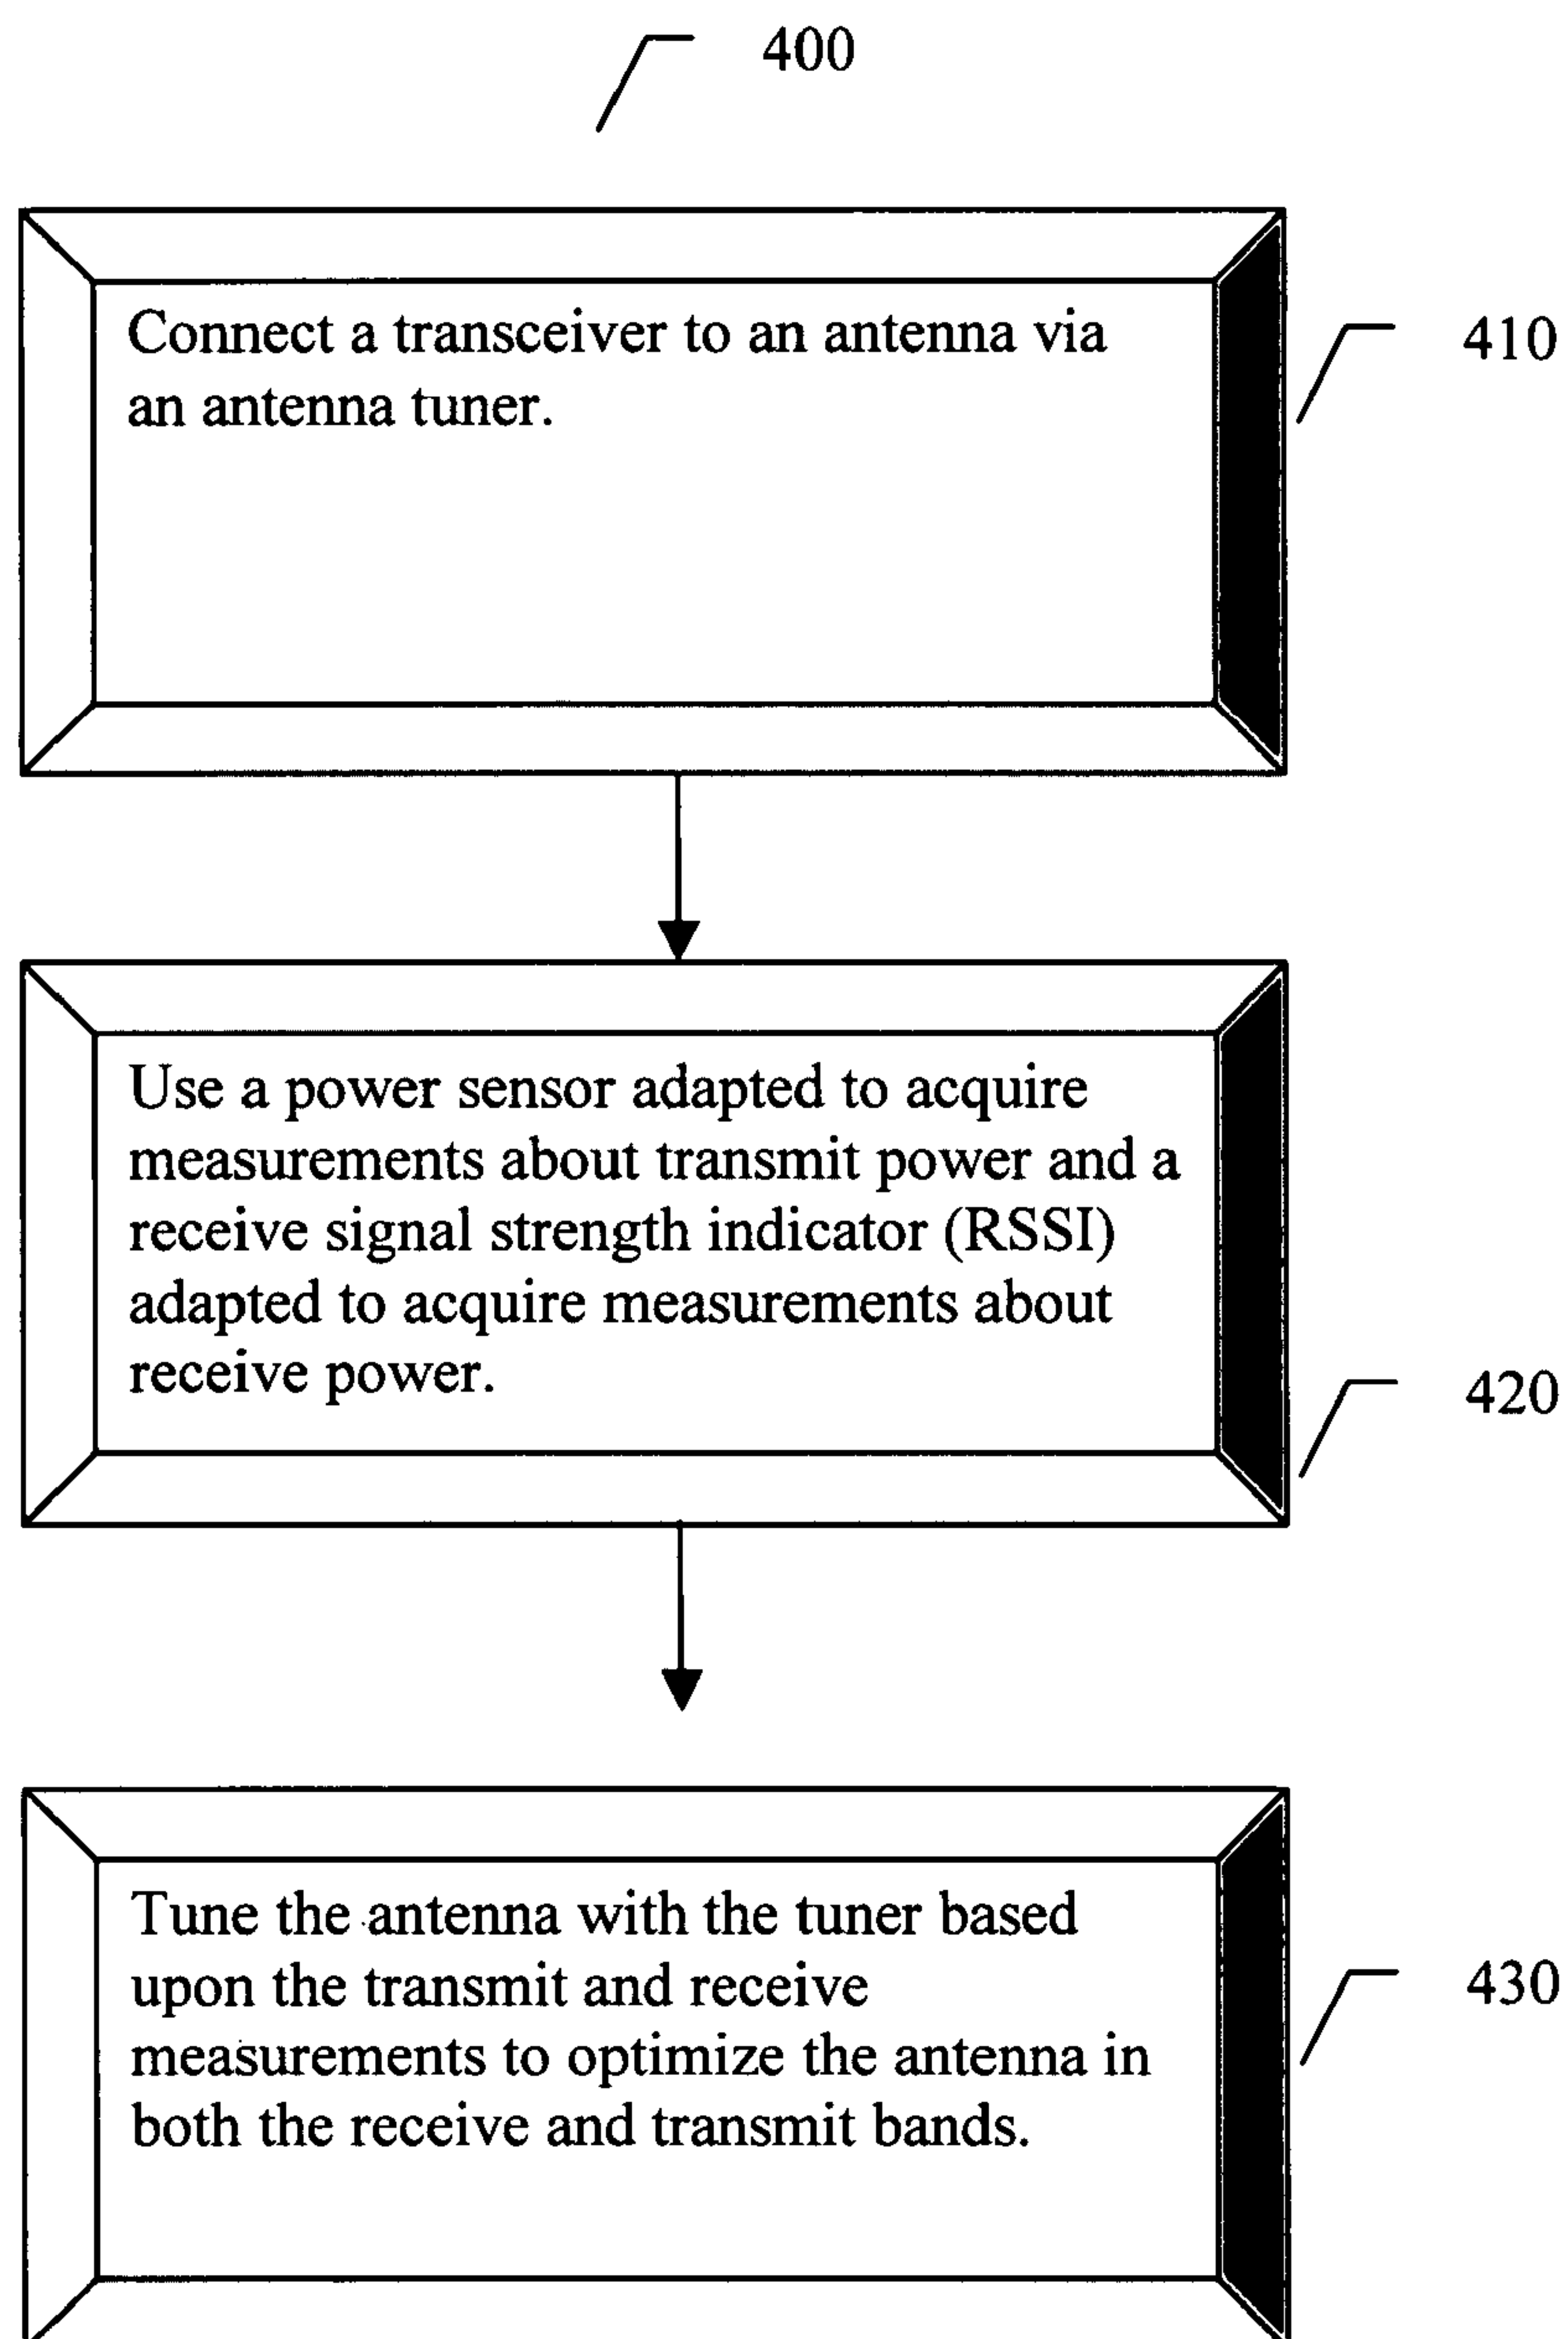 400
Connect a transceiver to an antenna via
an antenna tuner.
410
Use a power sensor adapted to acquire
measurements about transmit power and a
receive signal strength indicator (RSSI)
adapted to acquire measurements about
receive power.
420
Tune the antenna with the tuner based
upon the transmit and receive
measurements to optimize the antenna in
both the receive and transmit bands.
430